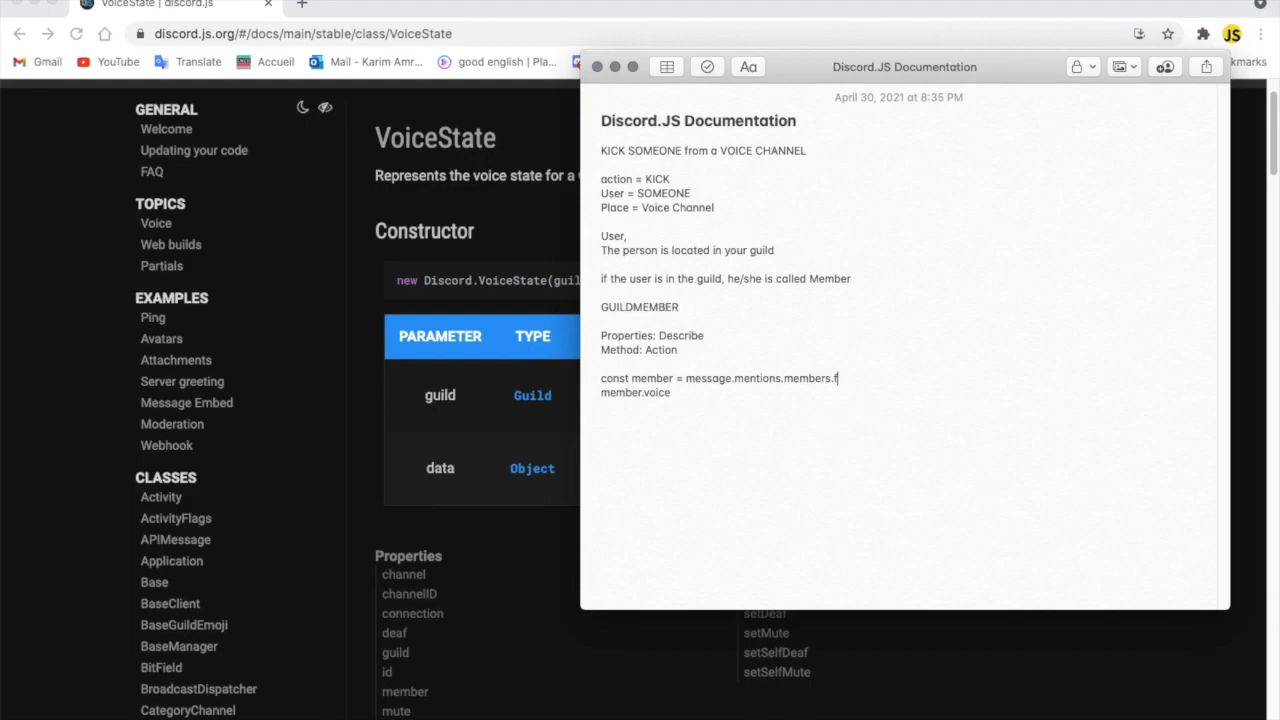 VoiceState | discord.js
discord.js.org/#/docs/main/stable/class/VoiceState
JS
Gmail
YouTube
Translate
Accueil
Mail - Karim Amr...
good english | Pla...
GENERAL
Welcome
Updating your code
FAQ
TOPICS
Voice
Web builds
Partials
EXAMPLES
Ping
Avatars
Attachments
Server greeting
Message Embed
Moderation
Webhook
CLASSES
Activity
ActivityFlags
APIMessage
Application
Base
BaseClient
BaseGuildEmoji
BaseManager
BitField
BroadcastDispatcher
CategoryChannel
VoiceState
Represents the voice state for a
Constructor
new Discord.VoiceState(guil
PARAMETER TYPE
guild Guild
data Object
Properties
channel
channelID
connection
deaf
guild
id
member
mute
setDeaf
setMute
setSelfDeaf
setSelfMute
Aa
Discord.JS Documentation
April 30, 2021 at 8:35 PM
Discord.JS Documentation
KICK SOMEONE from a VOICE CHANNEL
action = KICK
User = SOMEONE
Place = Voice Channel
User,
The person is located in your guild
if the user is in the guild, he/she is called Member
GUILDMEMBER
Properties: Describe
Method: Action
const member = message.mentions.members.f
member.voice